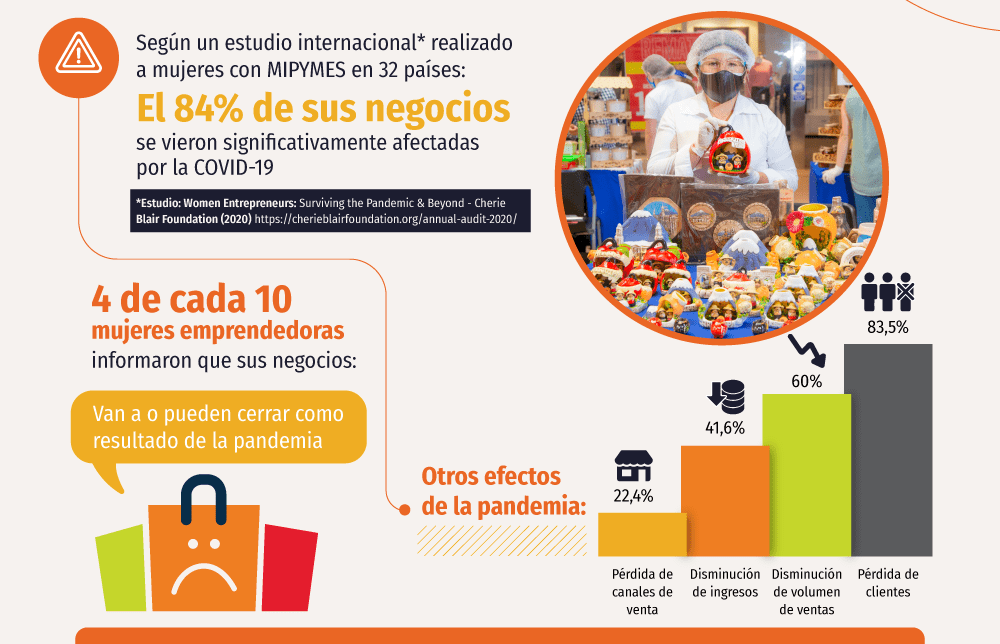 Según un estudio internacional* realizado
a mujeres con MIPYMES en 32 países:
El 84% de sus negocios
se vieron significativamente afectadas
por la COVID-19
*Estudio: Women Entrepreneurs: Surviving the Pandemic & Beyond - Cherie
Blair Foundation (2020) https://cherieblairfoundation.org/annual-audit-2020/
4 de cada 10
mujeres emprendedoras
informaron que sus negocios:
Van a o pueden cerrar como
resultado de la pandemia
Otros efectos
de la pandemia:
22,4%
41,6%
60%
83,5%
Pérdida de
canales de
venta
Disminución
de ingresos
Disminución
de volumen
de ventas
Pérdida de
clientes